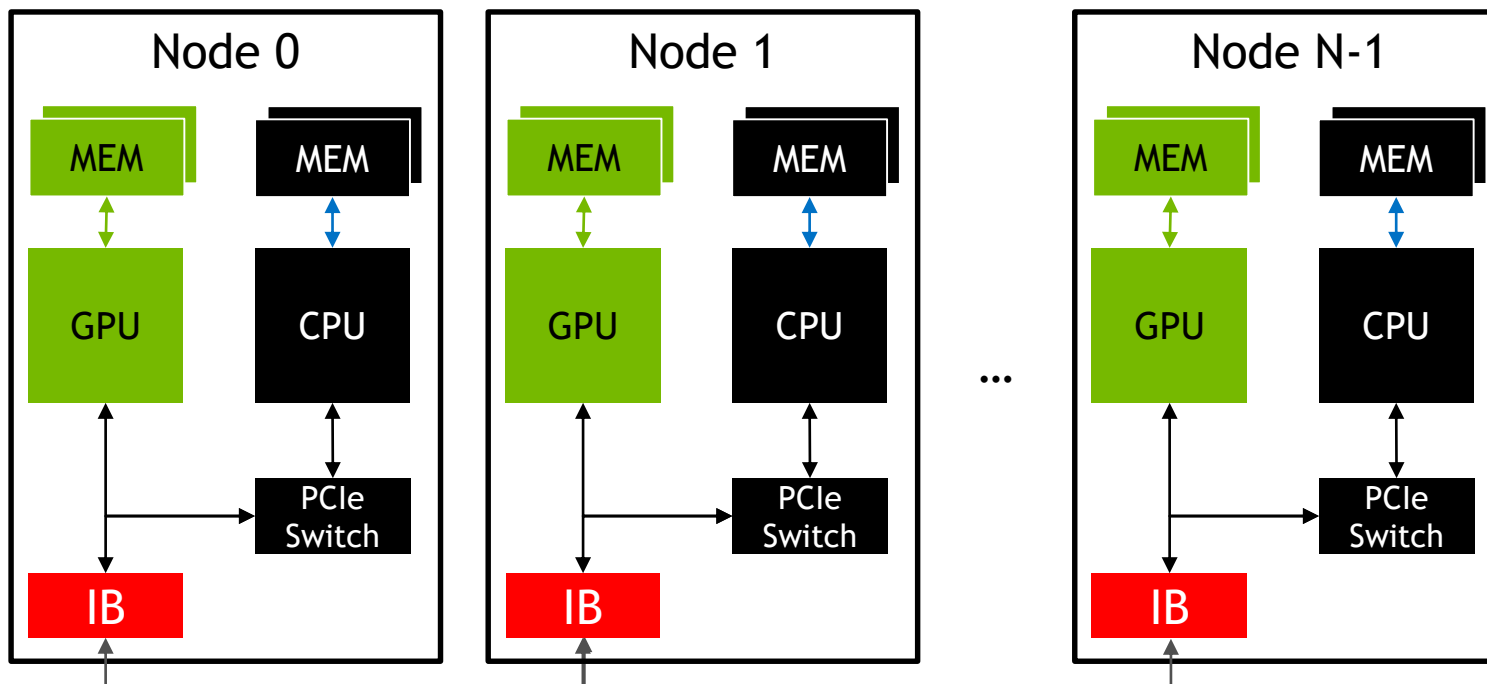 Node 0
MEM
MEM
GPU
CPU
PCIe
Switch
IB
Node 1
MEM
MEM
GPU
CPU
PCIe
Switch
IB
...
Node N-1
MEM
MEM
GPU
CPU
PCIe
Switch
IB